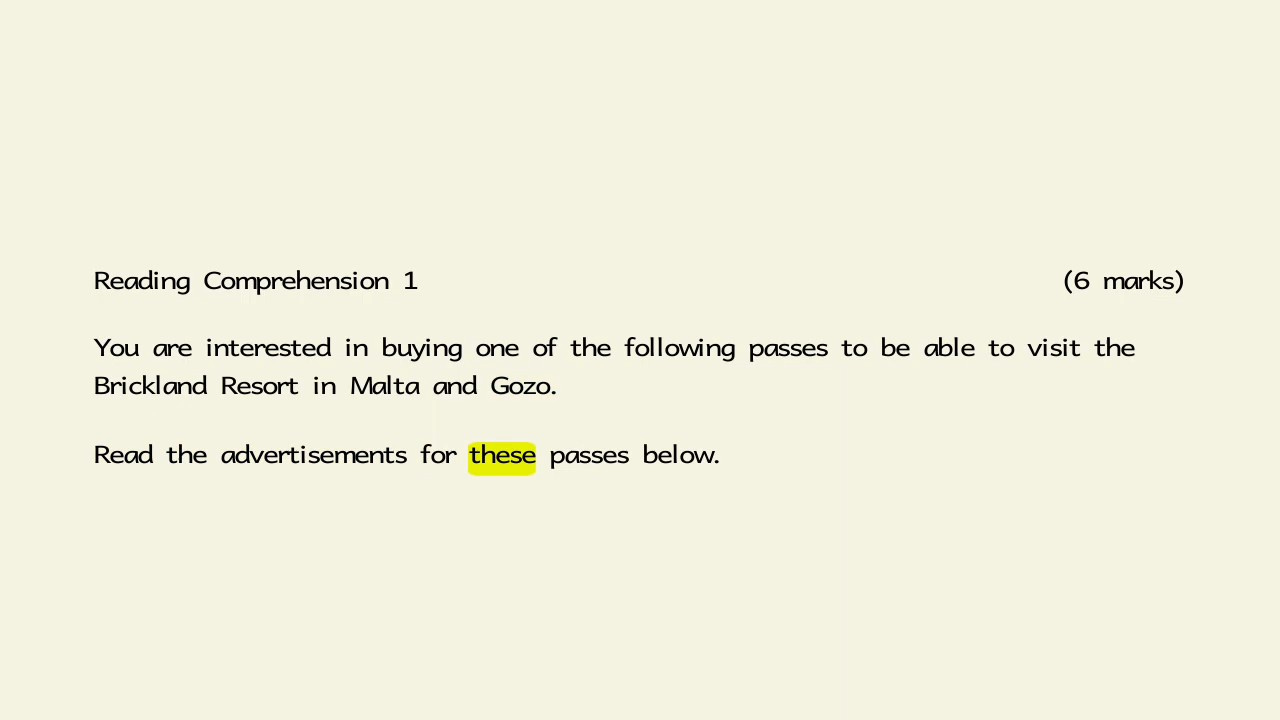 Reading Comprehension 1 (6 marks)
You are interested in buying one of the following passes to be able to visit the
Brickland Resort in Malta and Gozo.
Read the advertisements for these passes below.